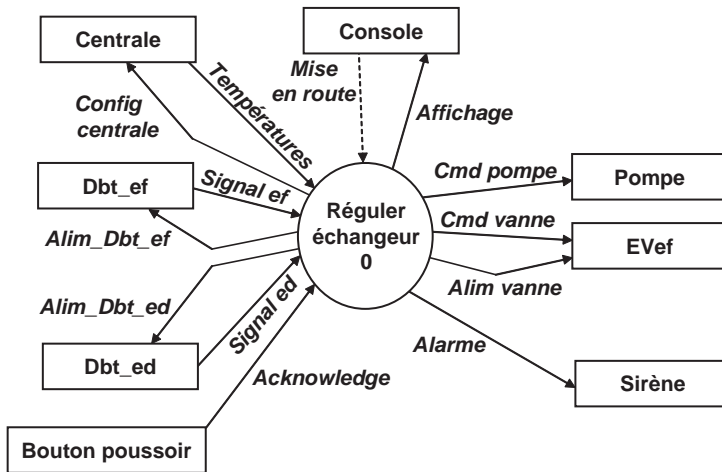 Centrale
Console
Mise
en route
Températures
Config
centrale
Affichage
Dbt_ef
Signal ef
Cmd pompe
Pompe
Réguler
échangeur
0
Cmd vanne
EVef
Alim_Dbt_ef
Alim vanne
Alim_Dbt_ed
Signal ed
Alarme
Dbt_ed
Acknowledge
Sirène
Bouton poussoir